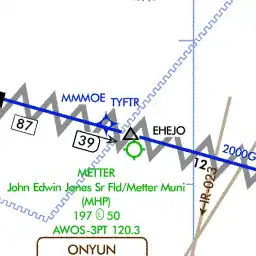 MMMOE
TYFTR
87
39
EHEJO
2000G
12
IR-023
METTER
John Edwin Jones Sr Fld/Metter Muni
(MHP)
197 Ⓛ 50
AWOS-3PT 120.3
ONYUN